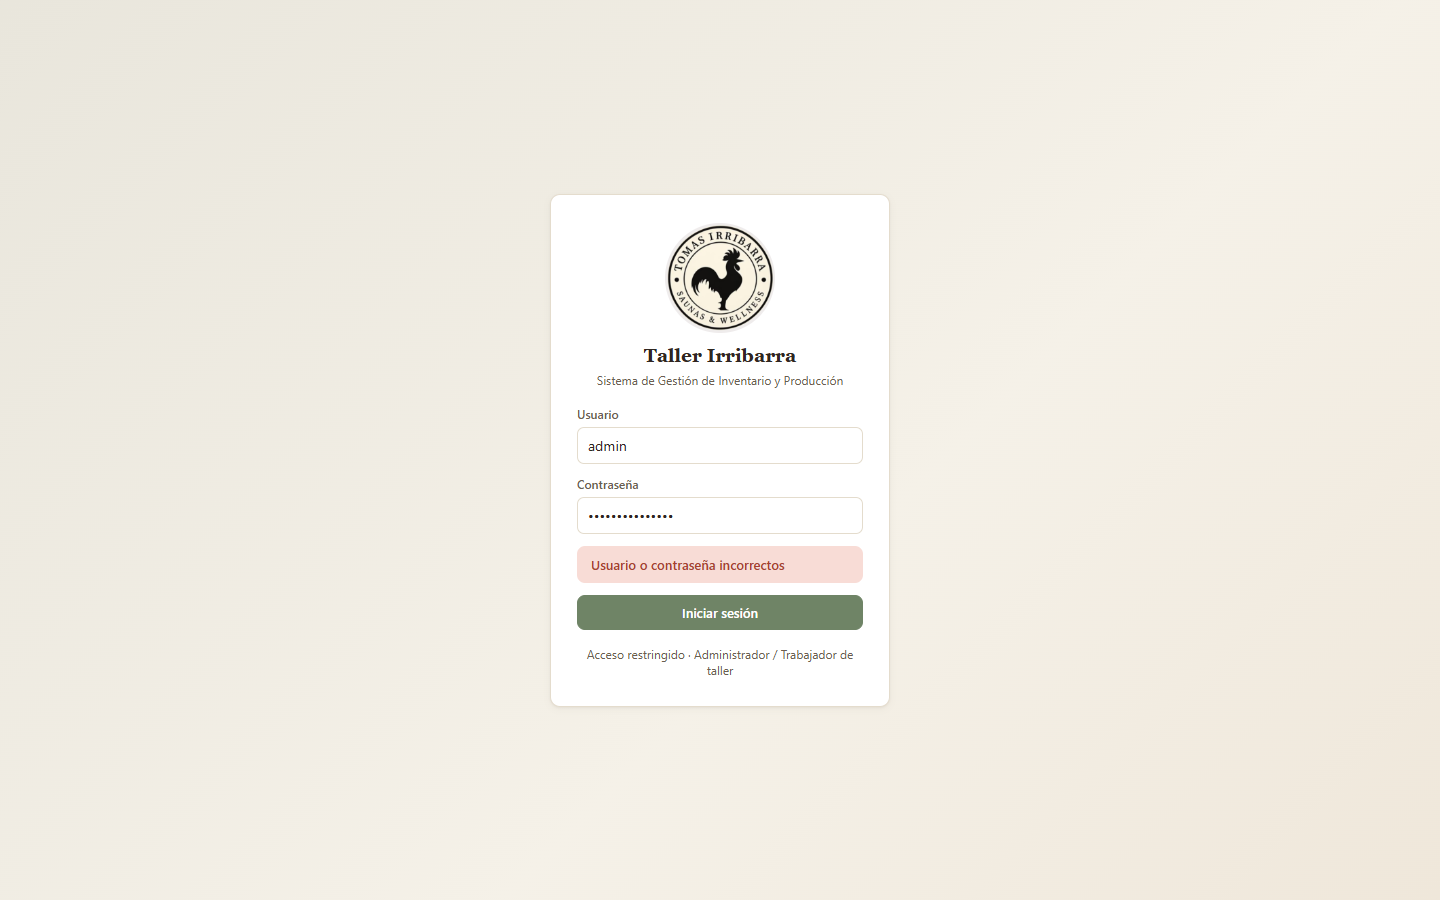 TOMAS IRRIBARRA
SAUNAS & WELLNESS
Taller Irribarra
Sistema de Gestión de Inventario y Producción
Usuario
admin
Contraseña
•••••••••••••••
Usuario o contraseña incorrectos
Iniciar sesión
Acceso restringido · Administrador / Trabajador de
taller